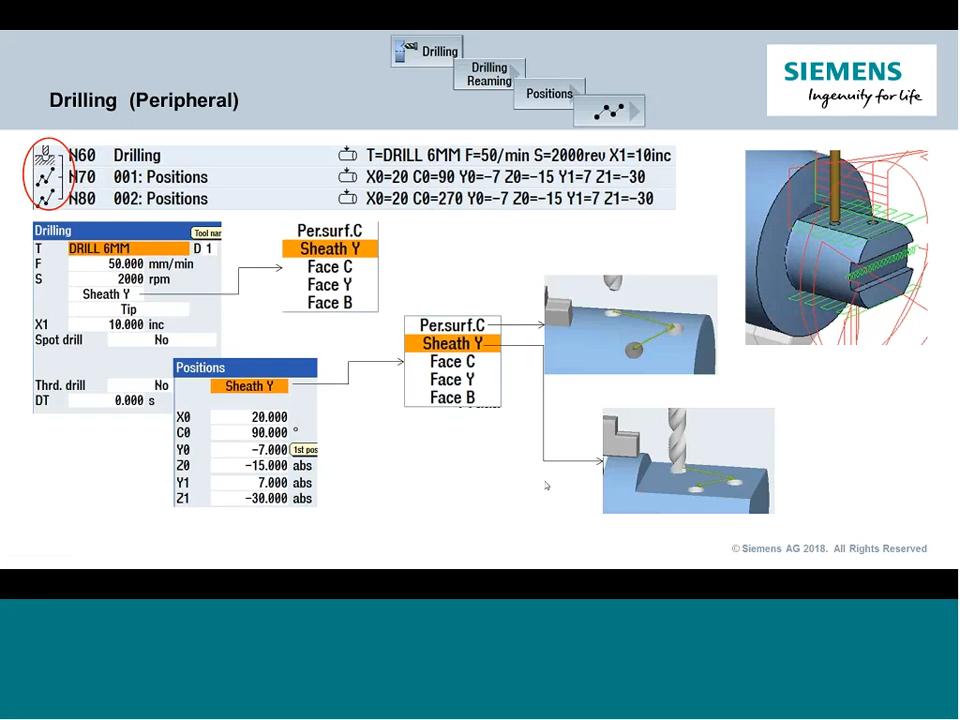 Drilling
Drilling
Reaming
Positions
SIEMENS
Ingenuity for life
Drilling (Peripheral)
N60 Drilling T=DRILL 6MM F=50/min S=2000rev X1=10inc
N70 001: Positions X0=20 C0=90 Y0=-7 Z0=-15 Y1=7 Z1=-30
N80 002: Positions X0=20 C0=270 Y0=-7 Z0=-15 Y1=7 Z1=-30
Drilling
Tool nar
T DRILL 6MM D 1
F 50.000 mm/min
S 2000 rpm
Sheath Y
Tip
X1 10.000 inc
Spot drill No
Thrd. drill No
DT 0.000 s
Per.surf.C
Sheath Y
Face C
Face Y
Face B
Positions
Sheath Y
X0 20.000
C0 90.000 °
Y0 -7.000 1st pos
Z0 -15.000 abs
Y1 7.000 abs
Z1 -30.000 abs
Per.surf.C
Sheath Y
Face C
Face Y
Face B
© Siemens AG 2018. All Rights Reserved